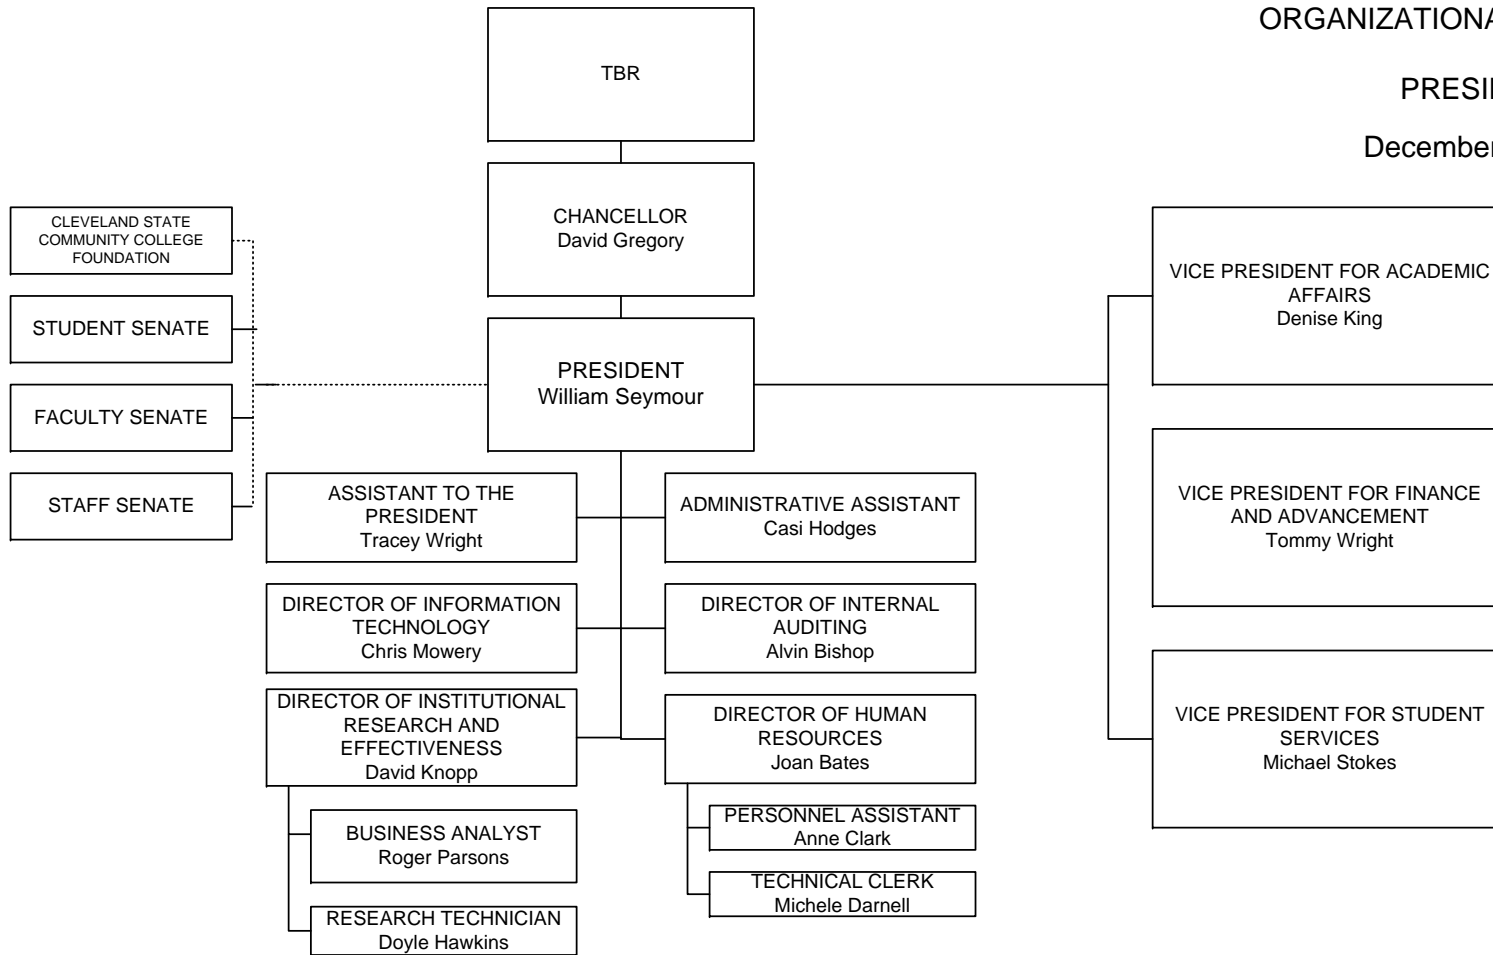 ORGANIZATIONA
PRESI
December
TBR
CHANCELLOR
David Gregory
CLEVELAND STATE
COMMUNITY COLLEGE
FOUNDATION
STUDENT SENATE
FACULTY SENATE
STAFF SENATE
PRESIDENT
William Seymour
VICE PRESIDENT FOR ACADEMIC
AFFAIRS
Denise King
VICE PRESIDENT FOR FINANCE
AND ADVANCEMENT
Tommy Wright
VICE PRESIDENT FOR STUDENT
SERVICES
Michael Stokes
ASSISTANT TO THE
PRESIDENT
Tracey Wright
ADMINISTRATIVE ASSISTANT
Casi Hodges
DIRECTOR OF INFORMATION
TECHNOLOGY
Chris Mowery
DIRECTOR OF INTERNAL
AUDITING
Alvin Bishop
DIRECTOR OF INSTITUTIONAL
RESEARCH AND
EFFECTIVENESS
David Knopp
DIRECTOR OF HUMAN
RESOURCES
Joan Bates
BUSINESS ANALYST
Roger Parsons
RESEARCH TECHNICIAN
Doyle Hawkins
PERSONNEL ASSISTANT
Anne Clark
TECHNICAL CLERK
Michele Darnell